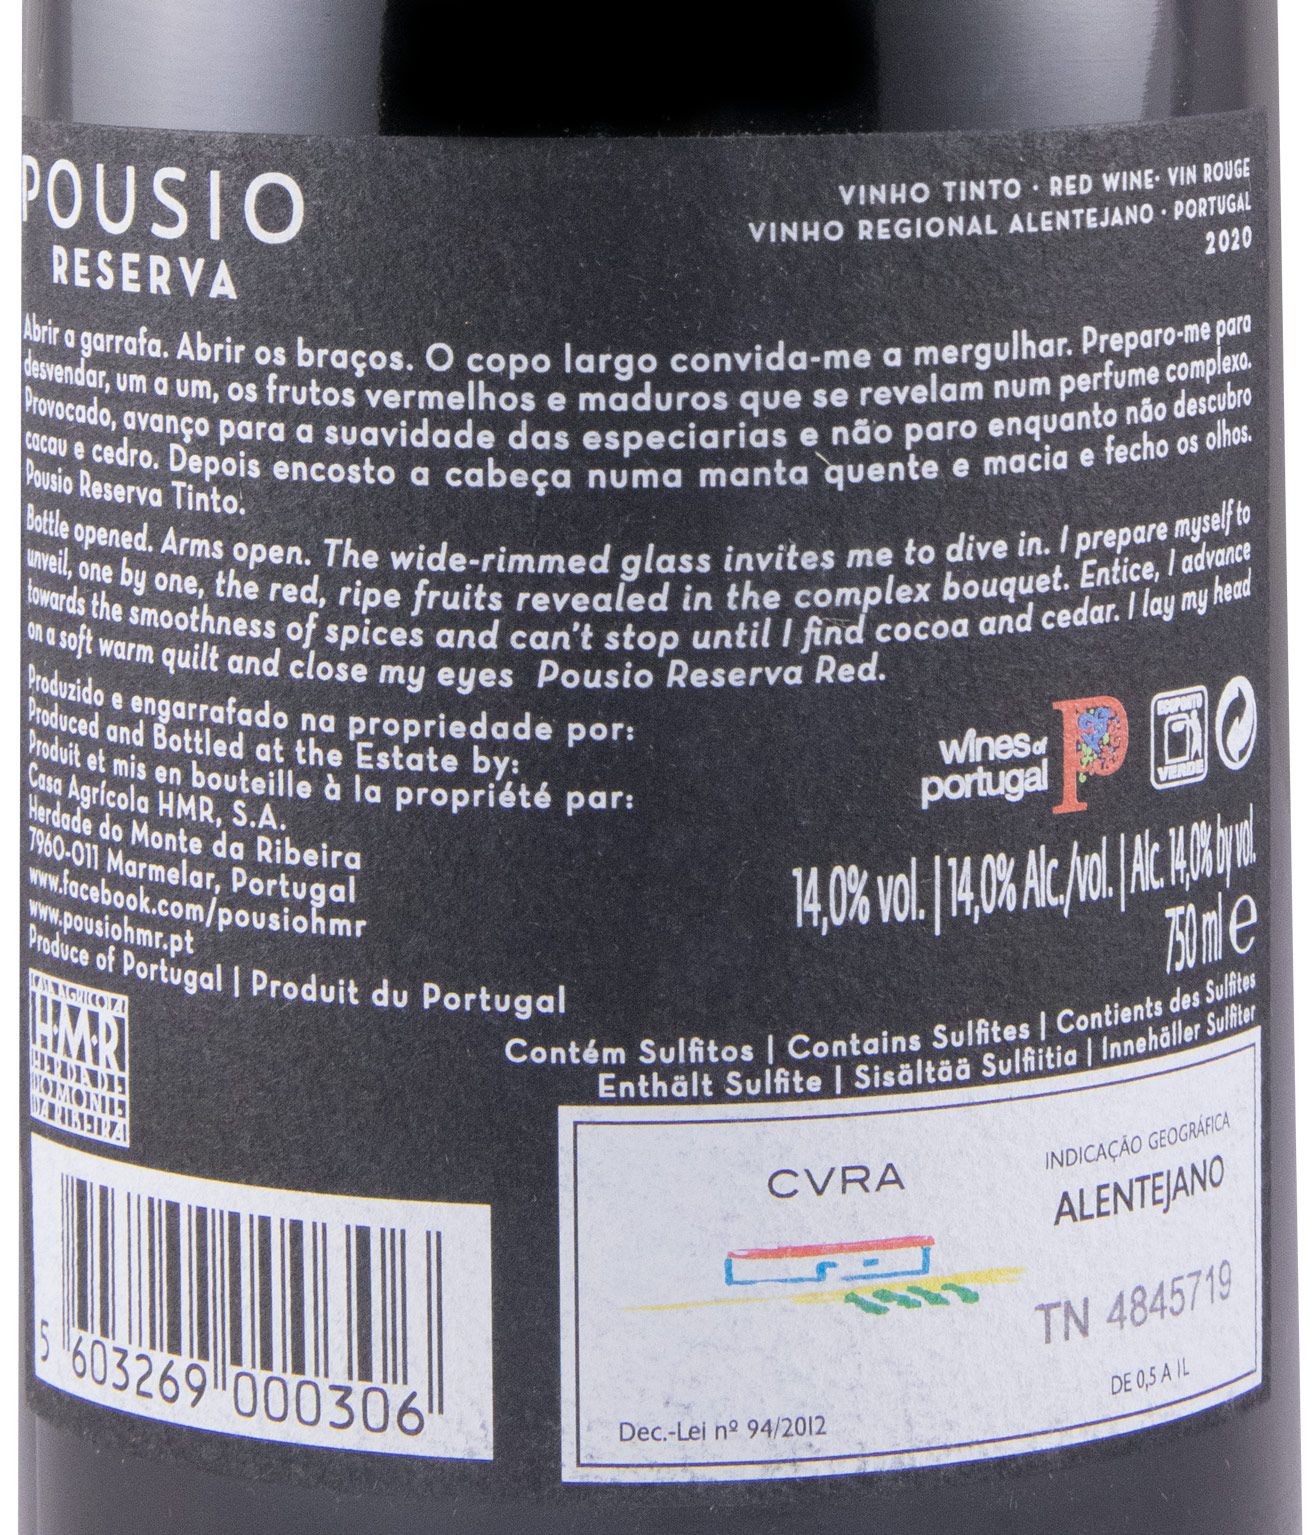 POUSIO
RESERVA
VINHO TINTO · RED WINE· VIN ROUGE
VINHO REGIONAL ALENTEJANO · PORTUGAL
2020
Abrir a garrafa. Abrir os braços. O copo largo convida-me a mergulhar. Preparo-me para
desvendar, um a um, os frutos vermelhos e maduros que se revelam num perfume complexo.
Provocado, avanço para a suavidade das especiarias e não paro enquanto não descubro
cacau e cedro. Depois encosto a cabeça numa manta quente e macia e fecho os olhos.
Pousio Reserva Tinto.
Bottle opened. Arms open. The wide-rimmed glass invites me to dive in. I prepare myself to
unveil, one by one, the red, ripe fruits revealed in the complex bouquet. Entice, I advance
towards the smoothness of spices and can't stop until I find cocoa and cedar. I lay my head
on a soft warm quilt and close my eyes Pousio Reserva Red.
Produzido e engarrafado na propriedade por:
Produced and Bottled at the Estate by:
Produit et mis en bouteille à la propriété par:
Casa Agrícola HMR, S.A.
Herdade do Monte da Ribeira
7960-011 Marmelar, Portugal
www.facebook.com/pousiohmr
www.pousiohmr.pt
Produce of Portugal | Produit du Portugal
wines of
portugal
P
ECOPONTO
VERDE
14,0% vol. | 14,0% Alc./vol. | Alc. 14,0% by vol.
750 ml e
Contém Sulfitos | Contains Sulfites | Contients des Sulfites
Enthält Sulfite | Sisältää Sulfiitia | Innehäller Sulfiter
CASA AGRÍCOLA
H·M·R
HERDADE
DO MONTE
DA RIBEIRA
5 603269 000306
CVRA
INDICAÇÃO GEOGRÁFICA
ALENTEJANO
TN 4845719
DE 0,5 A 1L
Dec.-Lei nº 94/2012